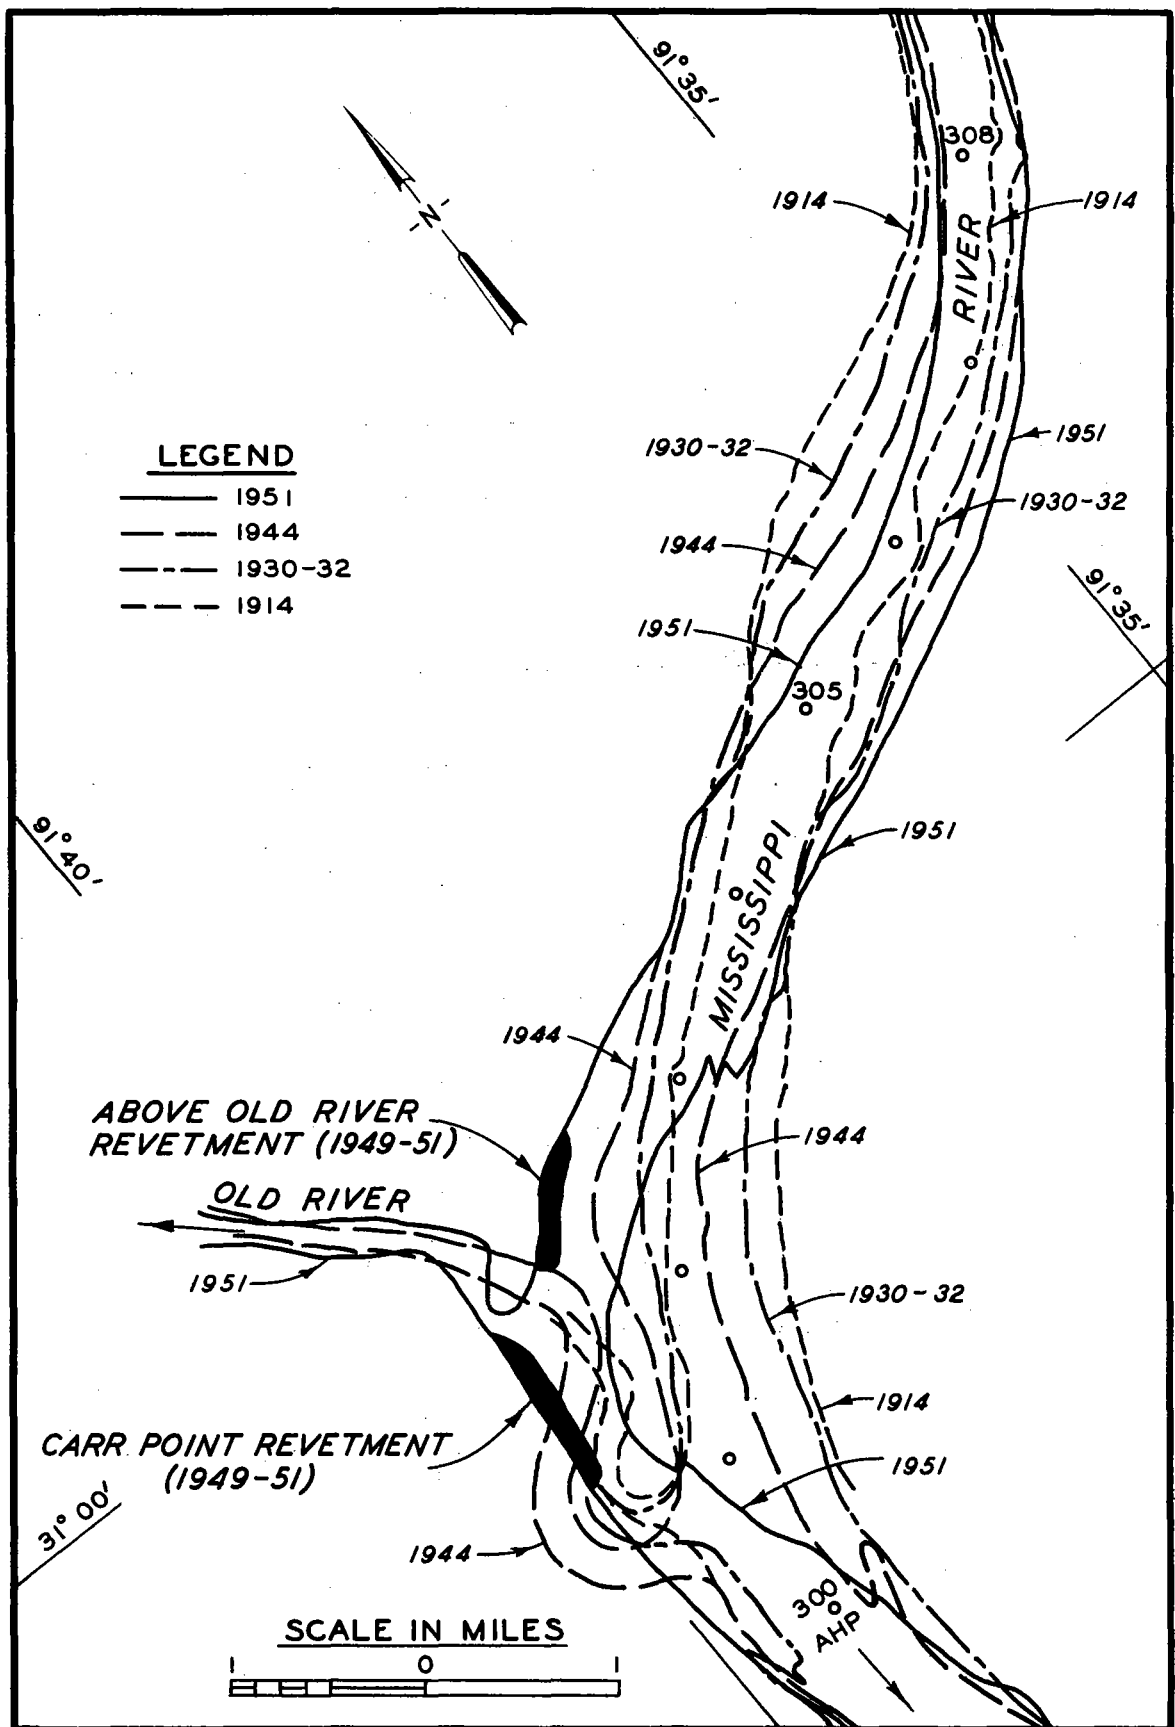 91° 35'
308
N
1914
1914
RIVER
1951
1930-32
LEGEND
1951
1944
1930-32
1914
1930-32
1944
91° 35'
1951
305
91° 40'
1951
MISSISSIPPI
1944
ABOVE OLD RIVER
REVETMENT (1949-51)
1944
OLD RIVER
1951
1930-32
1914
CARR POINT REVETMENT
(1949-51)
1951
31° 00'
1944
300
AHP
SCALE IN MILES
1 0 1